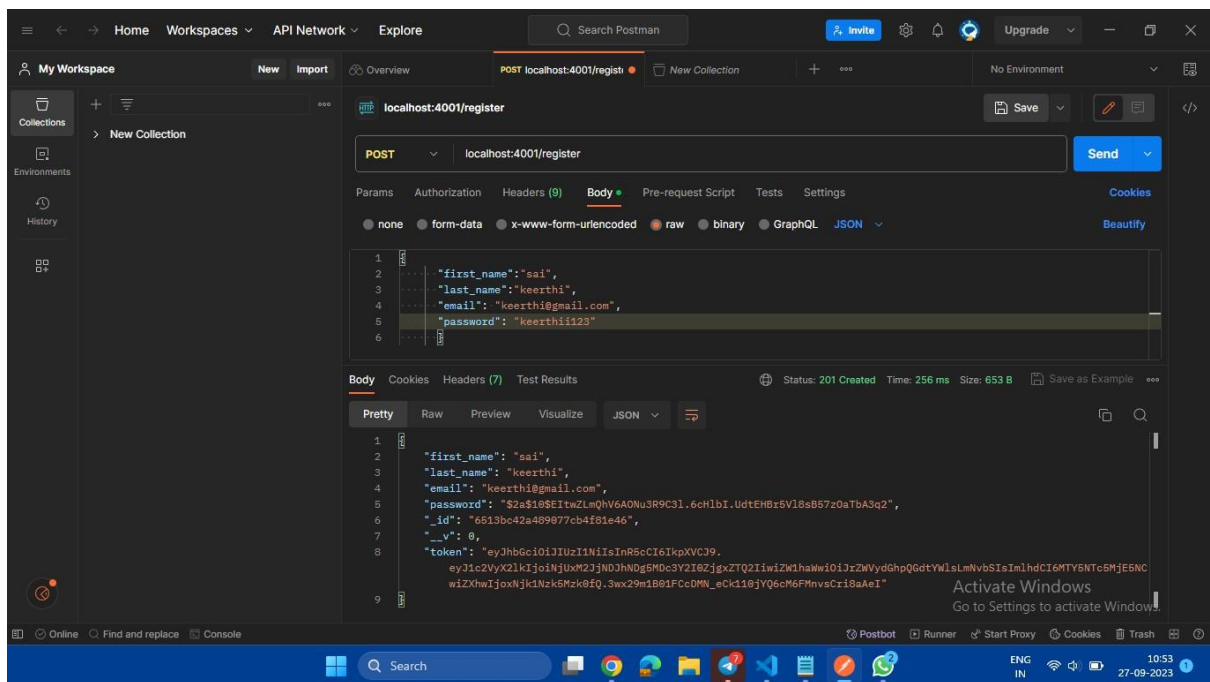 Home Workspaces API Network Explore Search Postman Invite Upgrade
My Workspace New Import Overview POST localhost:4001/regist New Collection No Environment
Collections
New Collection
localhost:4001/register Save
POST localhost:4001/register Send
Environments
Params Authorization Headers (9) Body Pre-request Script Tests Settings Cookies
History
none form-data x-www-form-urlencoded raw binary GraphQL JSON Beautify
1 {
2 "first_name":"sai",
3 "last_name":"keerthi",
4 "email": "keerthi@gmail.com",
5 "password": "keerthii123"
6 }
Body Cookies Headers (7) Test Results Status: 201 Created Time: 256 ms Size: 653 B Save as Example
Pretty Raw Preview Visualize JSON
1 {
2 "first_name": "sai",
3 "last_name": "keerthi",
4 "email": "keerthi@gmail.com",
5 "password": "$2a$10$EItwZLmQhV6AONu3R9C3l.6cHlbI.UdtEHBr5Vl8sB57zOaTbA3q2",
6 "_id": "6513bc42a489077cb4f81e46",
7 "__v": 0,
8 "token": "eyJhbGciOiJIUzI1NiIsInR5cCI6IkpXVCJ9.
eyJ1c2VyX2lkIjoiNjUxM2JjNDJhNDg5MDc3Y2I0ZjgxZTQ2IiwiZW1haWwiOiJrZWVydGhpQGdtYWlsLmNvbSIsImlhdCI6MTY5NTc5MjE5NC
wiZXhwIjoxNjk1Nzk5Mzk0fQ.3wx29m1B01FCcDMN_eCk110jYQ6cM6FMnvsCri8aAeI"
9 }
Activate Windows
Go to Settings to activate Windows.
Online Find and replace Console Postbot Runner Start Proxy Cookies Trash
Search
7
ENG
IN
10:53
27-09-2023
1